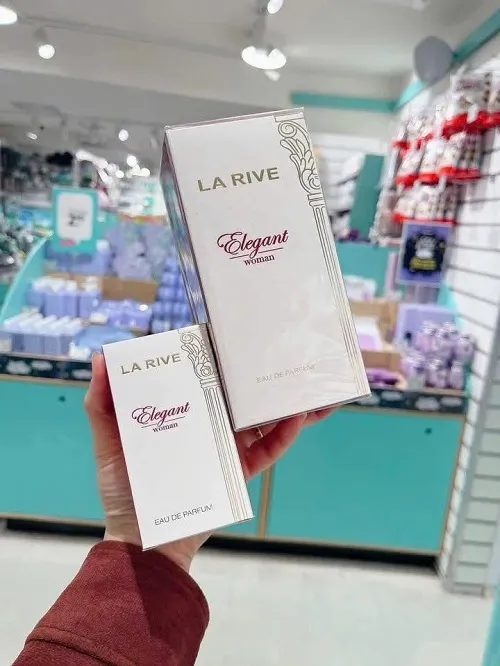 LA RIVE
Elegant
woman
EAU DE PARFUM
LA RIVE
Elegant
woman
EAU DE PARFUM